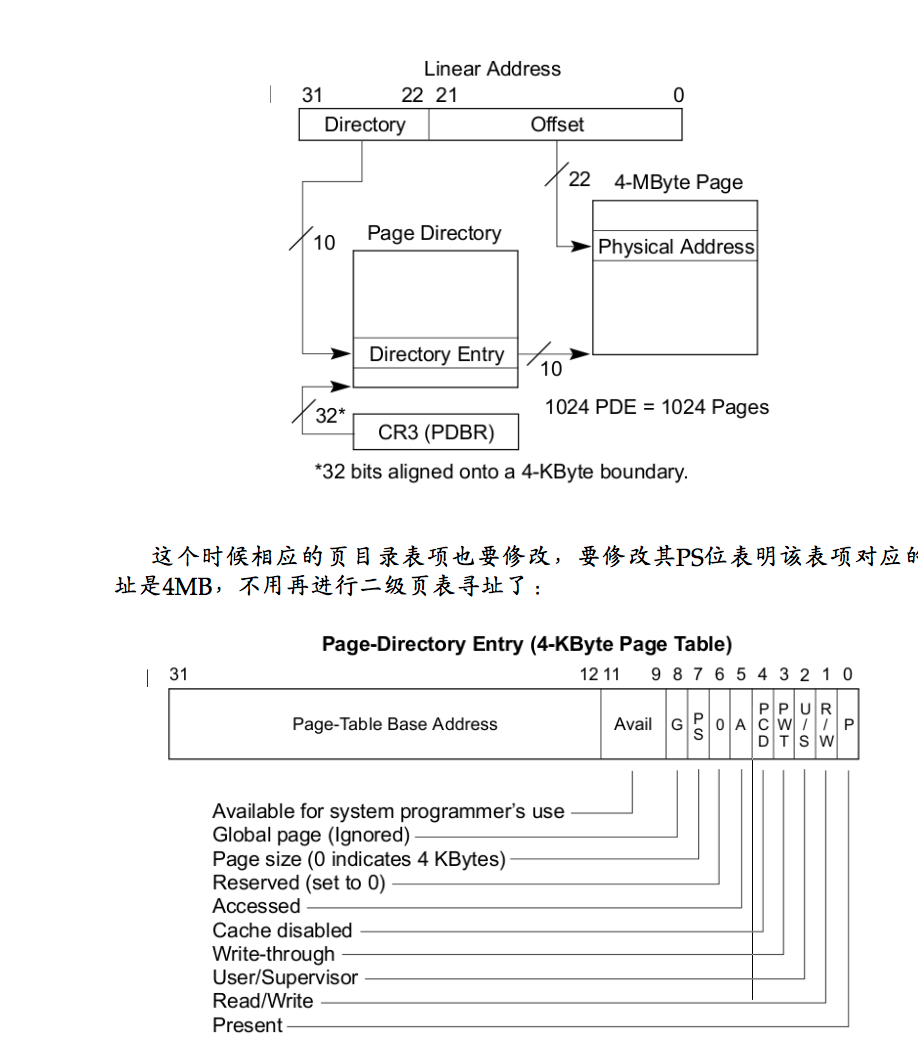 Linear Address
31 22 21 0
Directory Offset
22 4-MByte Page
10 Page Directory Physical Address
Directory Entry
10
32* 1024 PDE = 1024 Pages
CR3 (PDBR)
*32 bits aligned onto a 4-KByte boundary.
这个时候相应的页目录表项也要修改，要修改其PS位表明该表项对应的
址是4MB，不用再进行二级页表寻址了：
Page-Directory Entry (4-KByte Page Table)
31 12 11 9 8 7 6 5 4 3 2 1 0
Page-Table Base Address Avail G PS 0 A PCD PWT U/S R/W P
Available for system programmer's use
Global page (Ignored)
Page size (0 indicates 4 KBytes)
Reserved (set to 0)
Accessed
Cache disabled
Write-through
User/Supervisor
Read/Write
Present